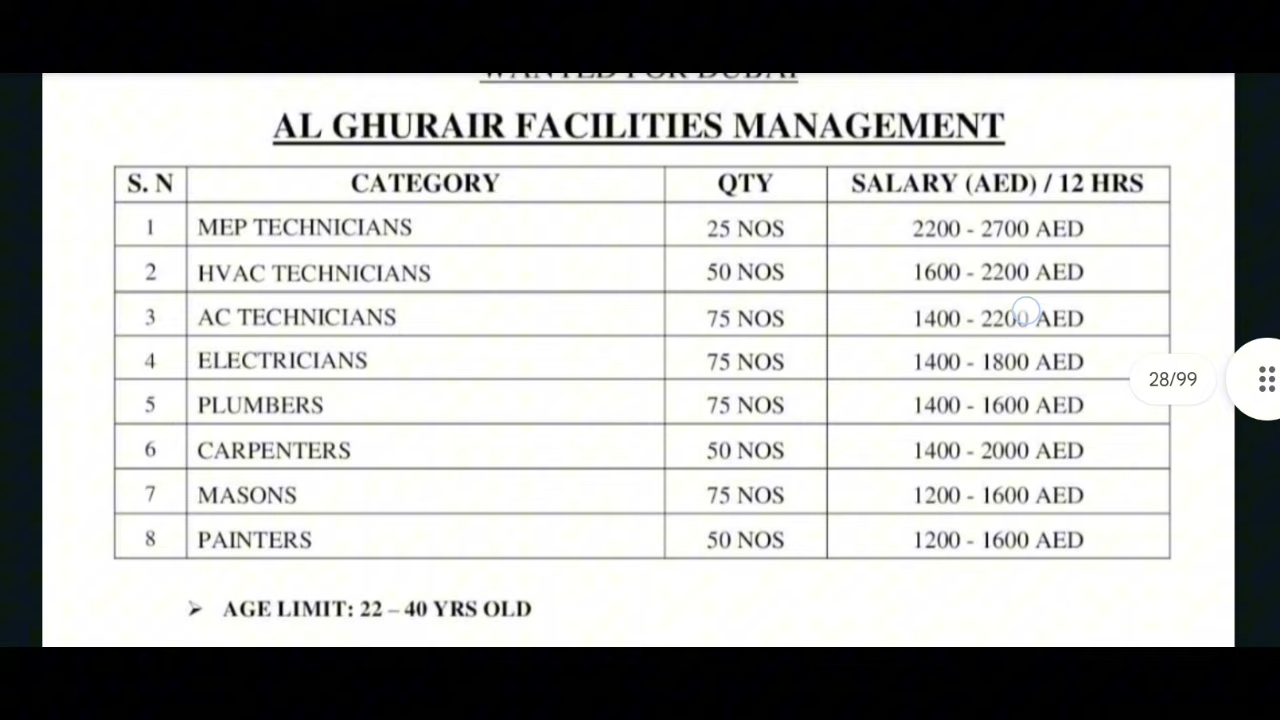 WANTED FOR DUBAI
AL GHURAIR FACILITIES MANAGEMENT
S. N CATEGORY QTY SALARY (AED) / 12 HRS
1 MEP TECHNICIANS 25 NOS 2200 - 2700 AED
2 HVAC TECHNICIANS 50 NOS 1600 - 2200 AED
3 AC TECHNICIANS 75 NOS 1400 - 2200 AED
4 ELECTRICIANS 75 NOS 1400 - 1800 AED
28/99
5 PLUMBERS 75 NOS 1400 - 1600 AED
6 CARPENTERS 50 NOS 1400 - 2000 AED
7 MASONS 75 NOS 1200 - 1600 AED
8 PAINTERS 50 NOS 1200 - 1600 AED
➢ AGE LIMIT: 22 – 40 YRS OLD